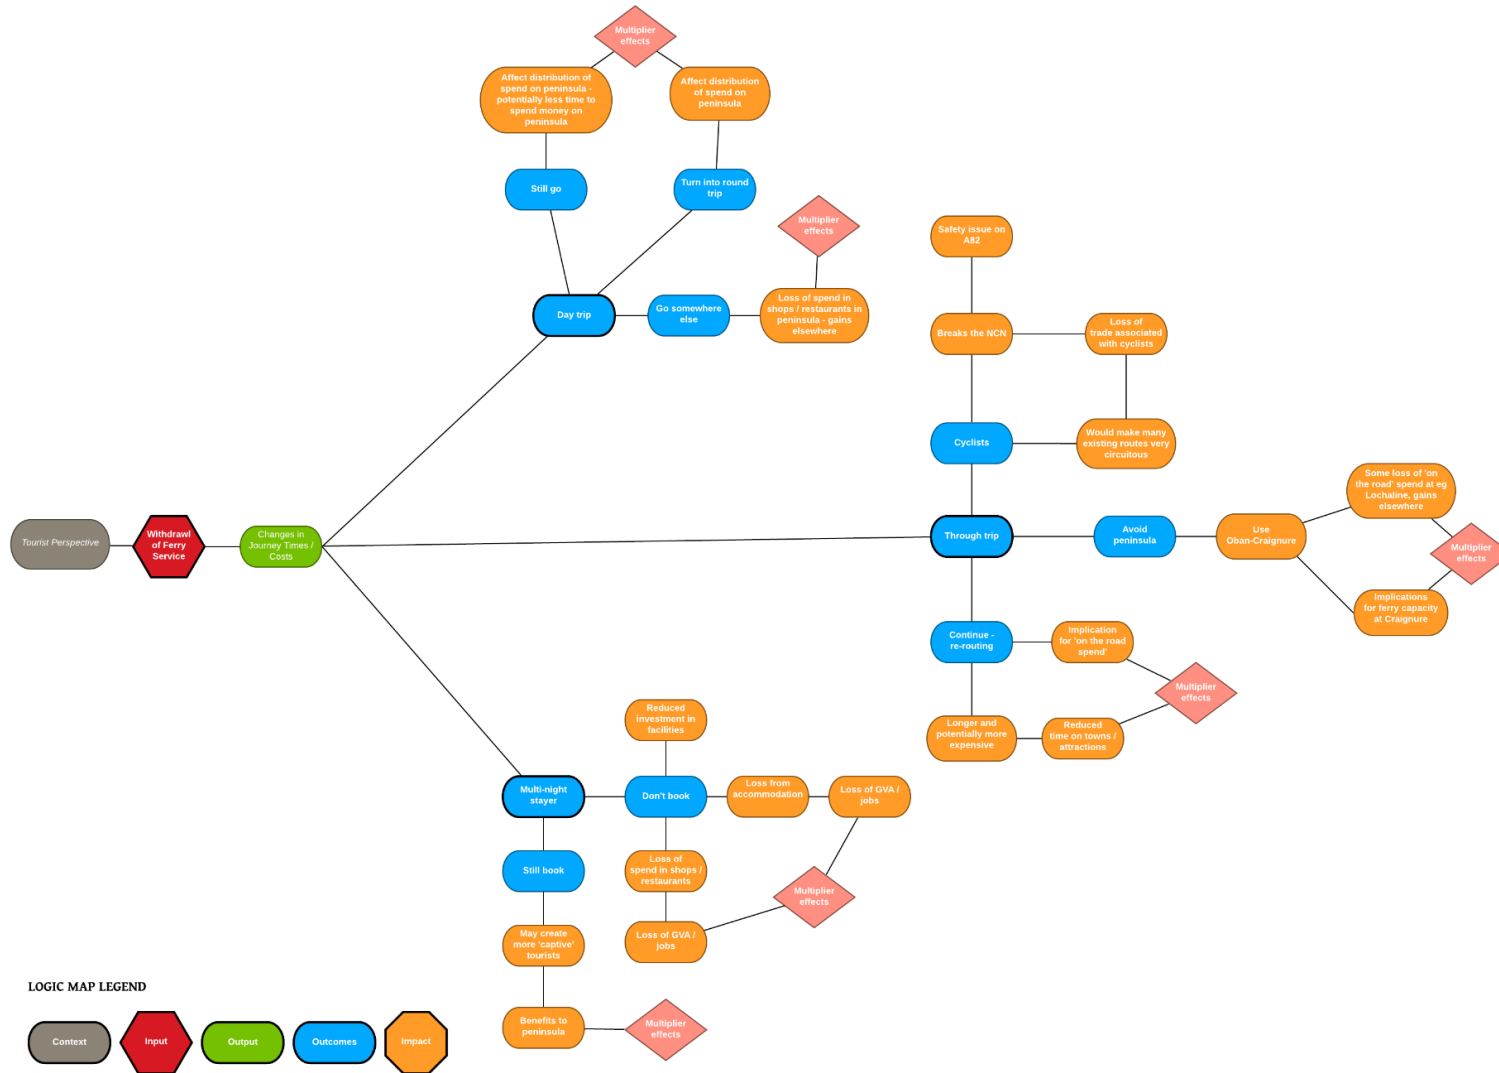 Multiplier
effects
Affect distribution of
spend on peninsula -
potentially less time to
spend money on
peninsula
Affect distribution
of spend on
peninsula
Still go
Turn into round
trip
Multiplier
effects
Day trip
Go somewhere
else
Loss of spend in
shops / restaurants in
peninsula - gains
elsewhere
Safety issue on
A82
Breaks the NCN
Loss of
trade associated
with cyclists
Cyclists
Would make many
existing routes very
circuitous
Tourist Perspective
Withdrawl
of Ferry
Service
Changes in
Journey Times /
Costs
Through trip
Avoid
peninsula
Use
Oban-Craignure
Some loss of 'on
the road' spend at eg
Lochaline, gains
elsewhere
Multiplier
effects
Implications
for ferry capacity
at Craignure
Continue -
re-routing
Implication
for 'on the road
spend'
Multiplier
effects
Longer and
potentially more
expensive
Reduced
time on towns /
attractions
Reduced
investment in
facilities
Multi-night
stayer
Don't book
Loss from
accommodation
Loss of GVA /
jobs
Still book
Loss of
spend in shops /
restaurants
Multiplier
effects
May create
more 'captive'
tourists
Loss of GVA /
jobs
Benefits to
peninsula
Multiplier
effects
LOGIC MAP LEGEND
Context
Input
Output
Outcomes
Impact